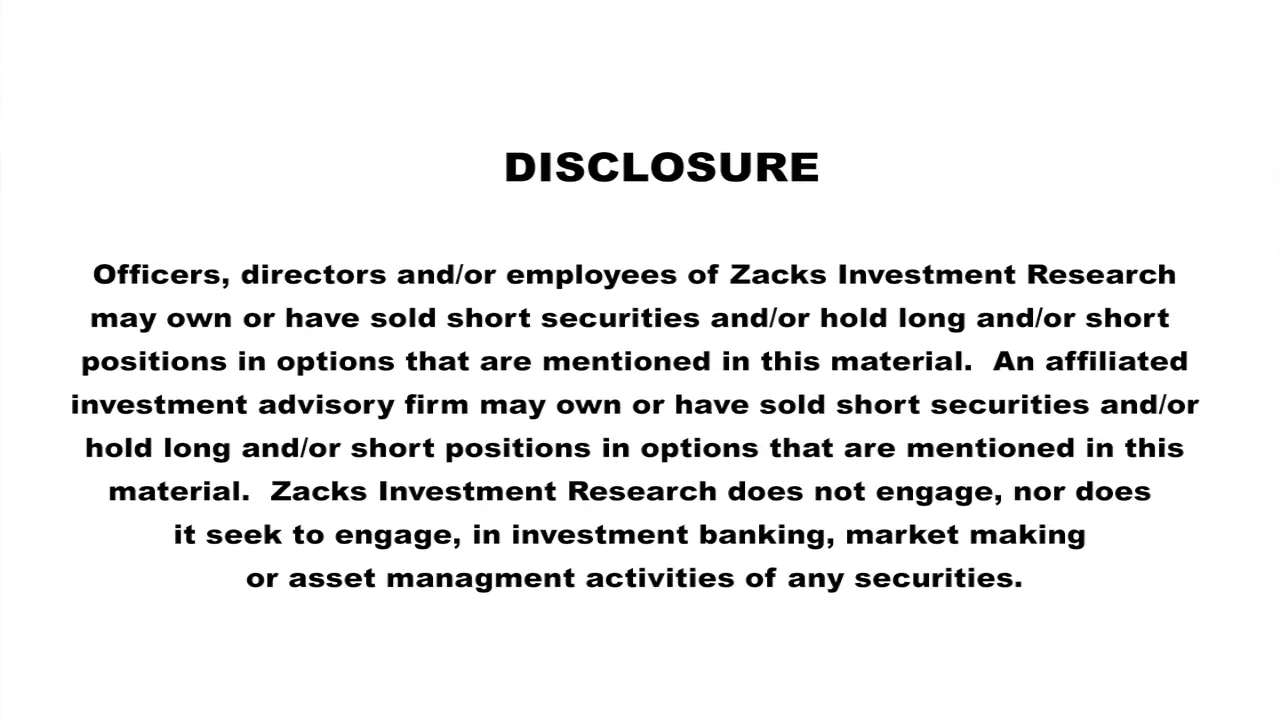 DISCLOSURE
Officers, directors and/or employees of Zacks Investment Research
may own or have sold short securities and/or hold long and/or short
positions in options that are mentioned in this material.  An affiliated
investment advisory firm may own or have sold short securities and/or
hold long and/or short positions in options that are mentioned in this
material.  Zacks Investment Research does not engage, nor does
it seek to engage, in investment banking, market making
or asset managment activities of any securities.